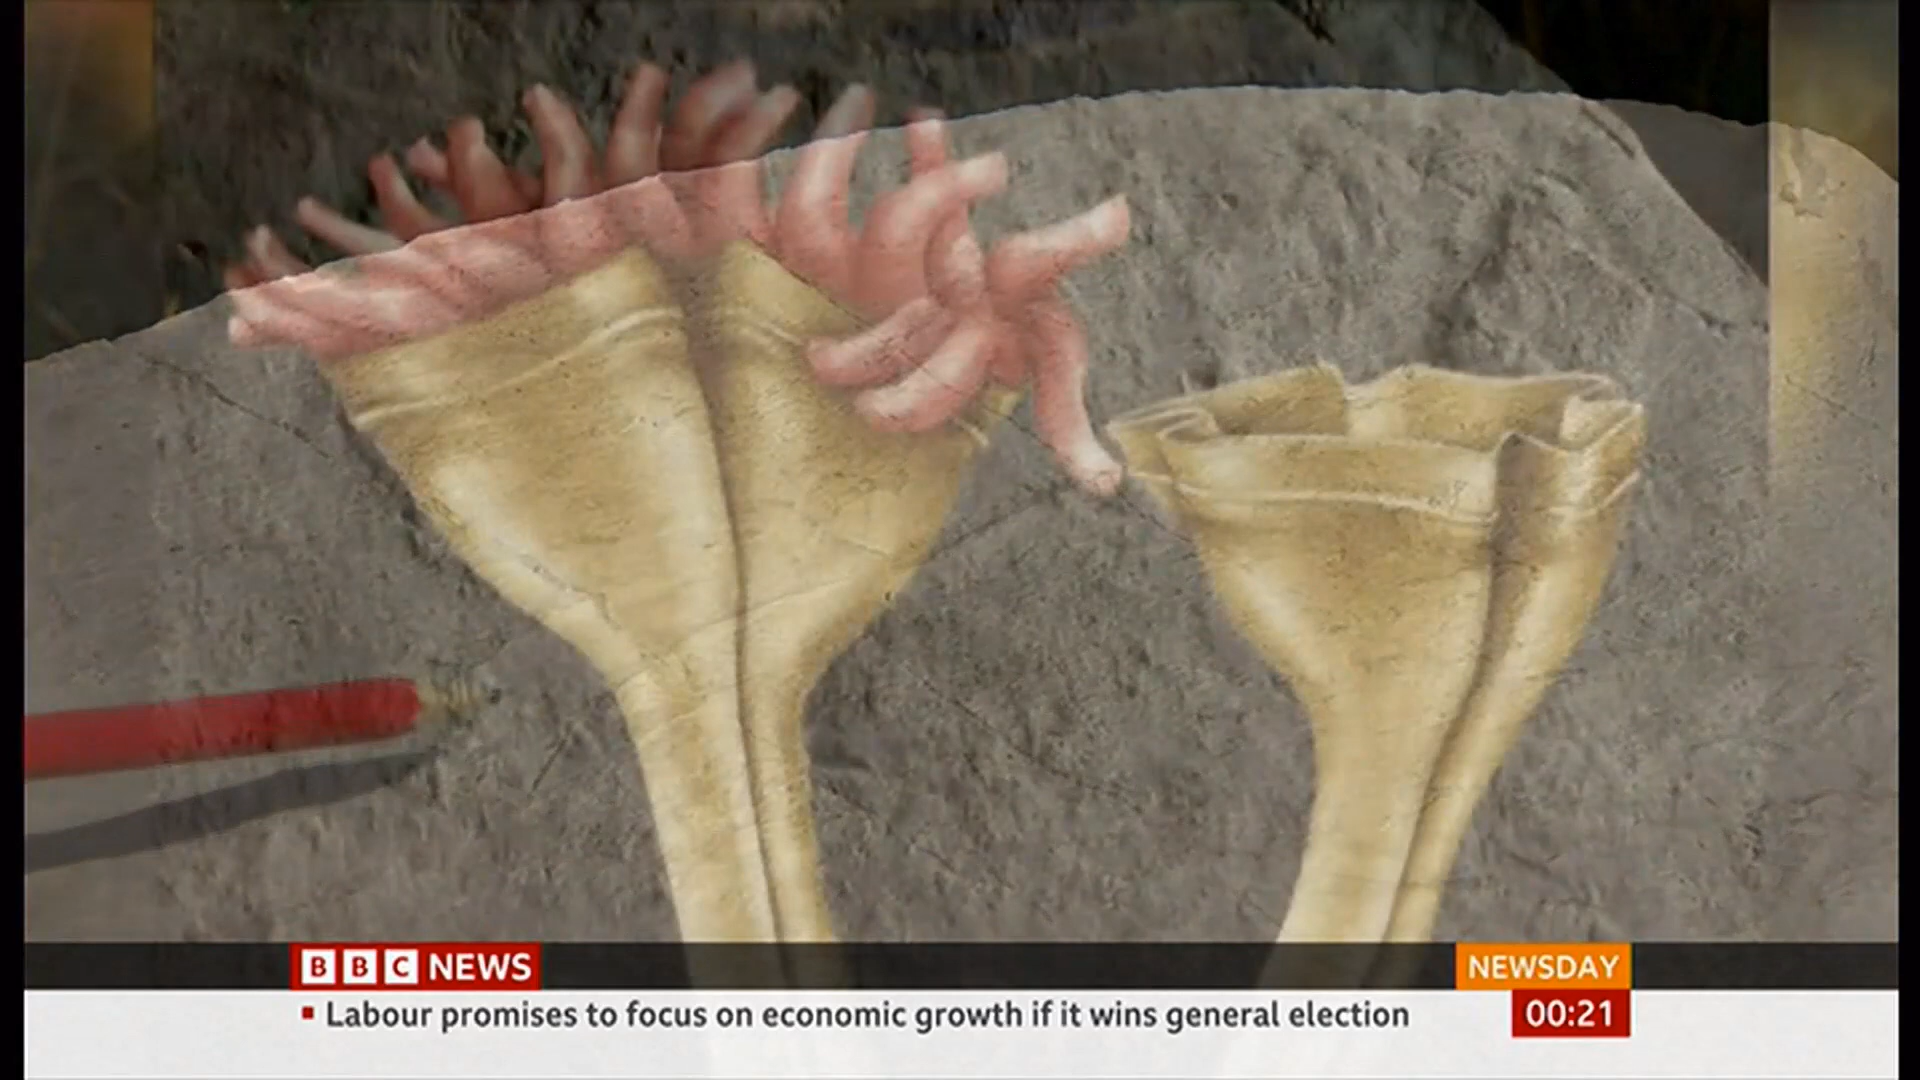 BBC NEWS
NEWSDAY
Labour promises to focus on economic growth if it wins general election
00:21